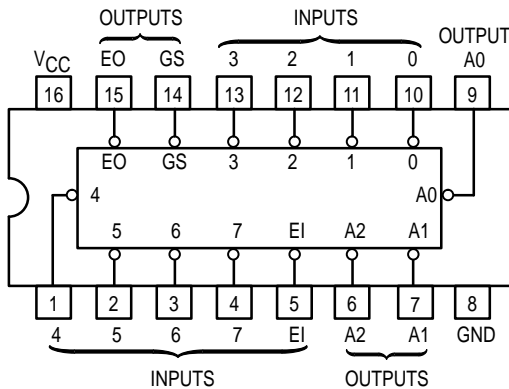 OUTPUTS INPUTS OUTPUT
VCC EO GS 3 2 1 0 A0
16 15 14 13 12 11 10 9
EO GS 3 2 1 0
4 A0
5 6 7 EI A2 A1
1 2 3 4 5 6 7 8
4 5 6 7 EI A2 A1 GND
INPUTS OUTPUTS